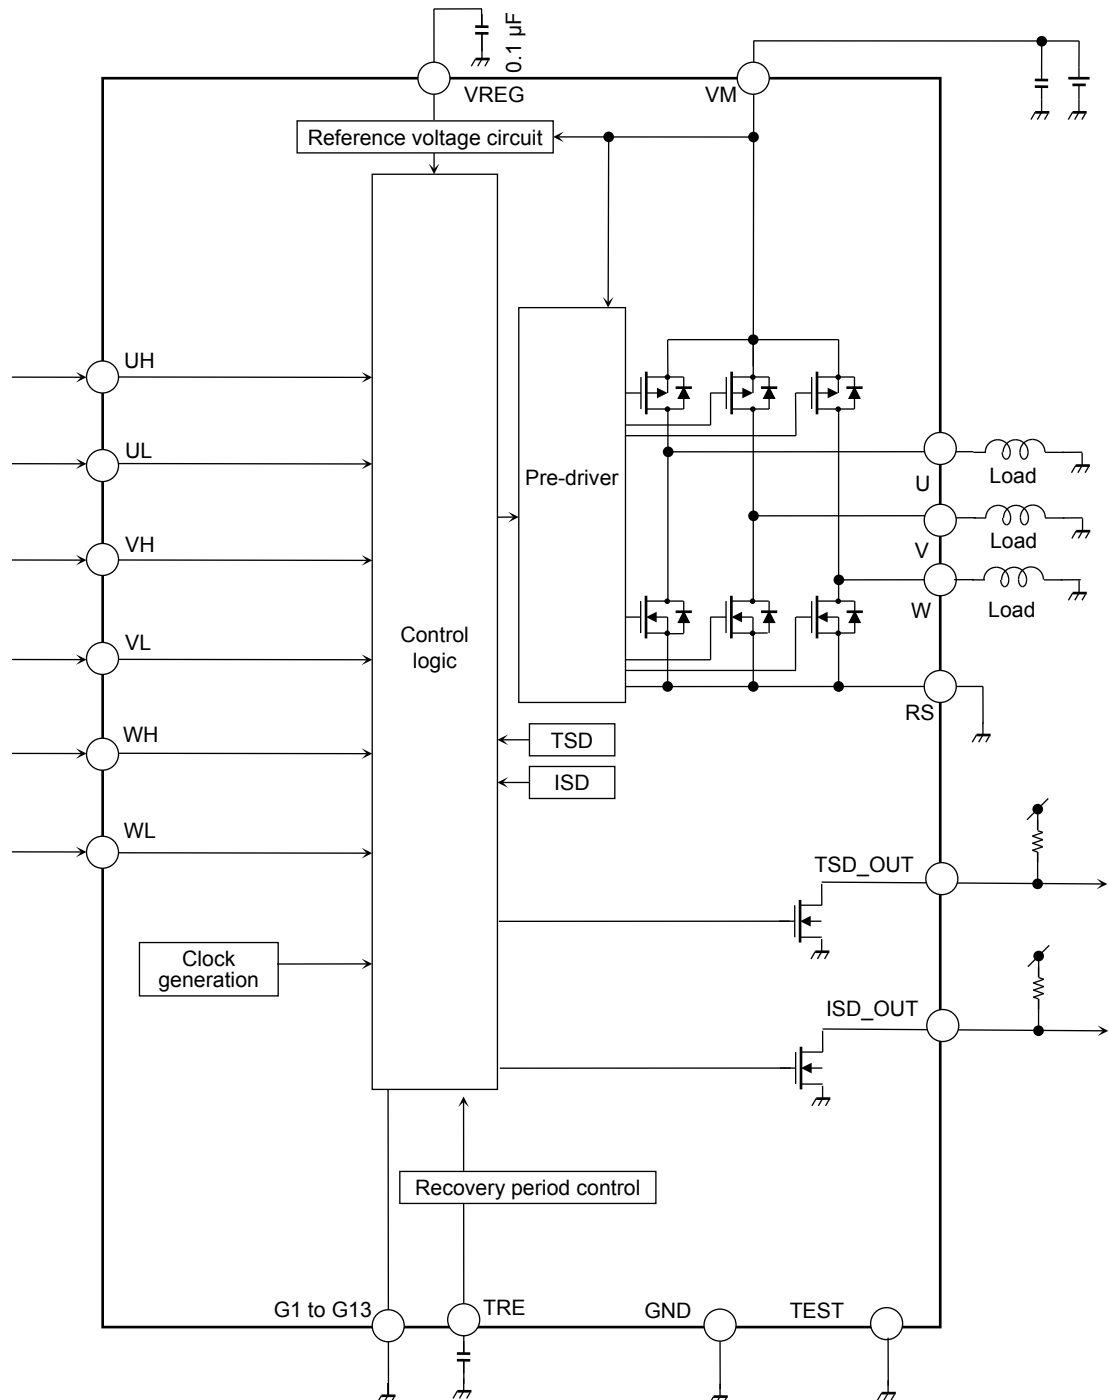 0.1 µF
VREG
VM
Reference voltage circuit
UH
UL
VH
VL
WH
WL
Control
logic
Pre-driver
U
Load
V
Load
W
Load
RS
TSD
ISD
TSD_OUT
Clock
generation
ISD_OUT
Recovery period control
G1 to G13
TRE
GND
TEST